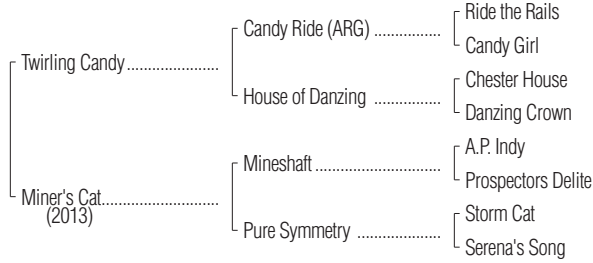 Ride the Rails
Candy Ride (ARG) ................
Candy Girl
Twirling Candy......................
Chester House
House of Danzing ................
Danzing Crown
A.P. Indy
Mineshaft ..............................
Prospectors Delite
Miner's Cat............................
(2013)
Storm Cat
Pure Symmetry ....................
Serena's Song